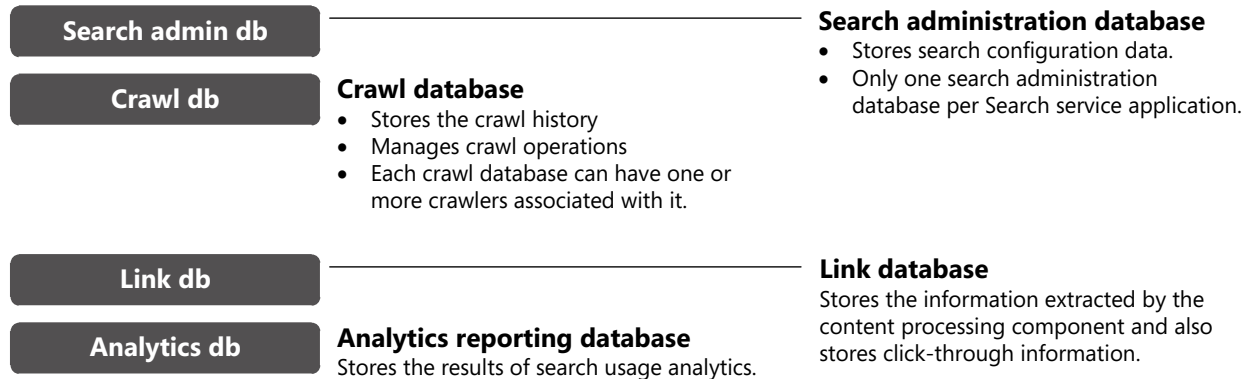 Search admin db
Search administration database
• Stores search configuration data.
• Only one search administration
database per Search service application.
Crawl db
Crawl database
• Stores the crawl history
• Manages crawl operations
• Each crawl database can have one or
more crawlers associated with it.
Link db
Link database
Stores the information extracted by the
content processing component and also
stores click-through information.
Analytics db
Analytics reporting database
Stores the results of search usage analytics.